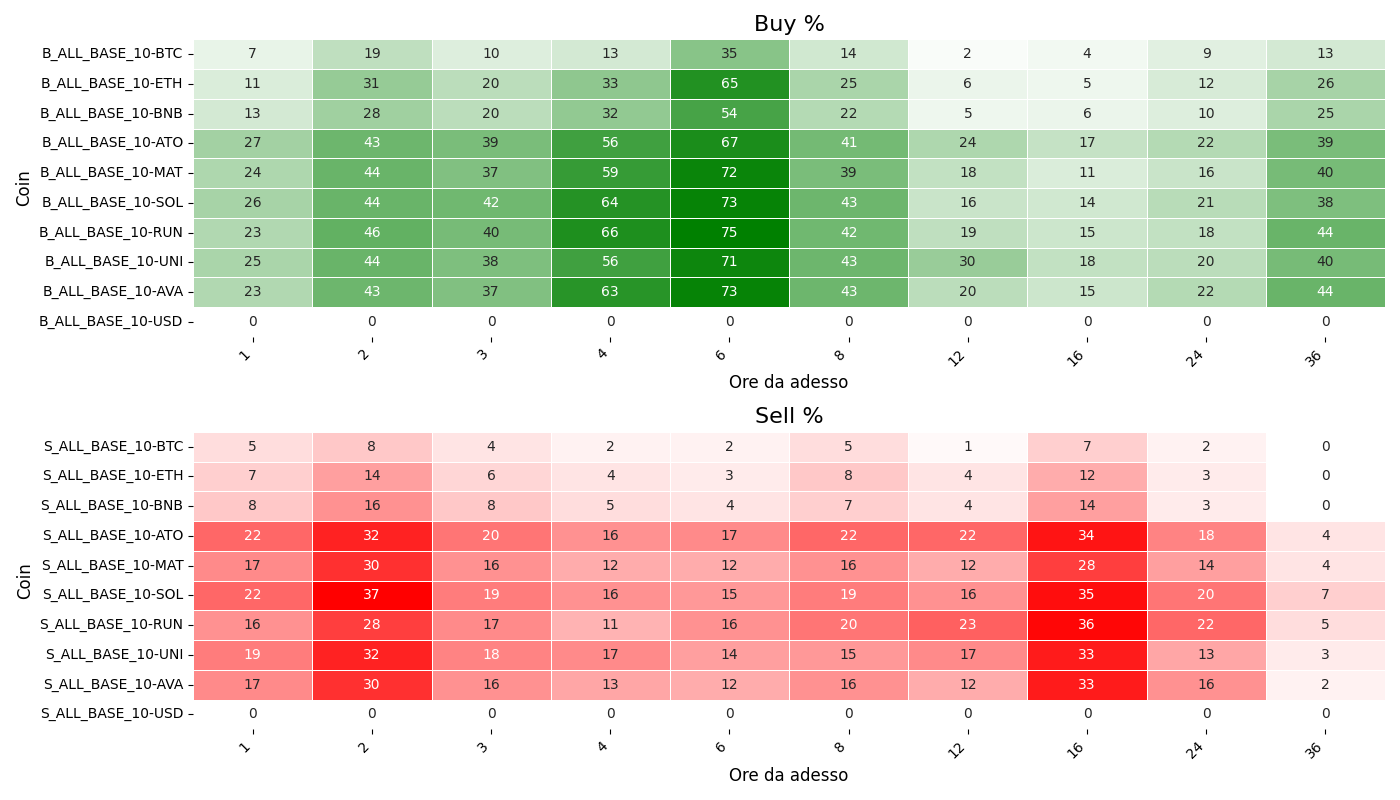 Buy %
Coin
B_ALL_BASE_10-BTC 7 19 10 13 35 14 2 4 9 13
B_ALL_BASE_10-ETH 11 31 20 33 65 25 6 5 12 26
B_ALL_BASE_10-BNB 13 28 20 32 54 22 5 6 10 25
B_ALL_BASE_10-ATO 27 43 39 56 67 41 24 17 22 39
B_ALL_BASE_10-MAT 24 44 37 59 72 39 18 11 16 40
B_ALL_BASE_10-SOL 26 44 42 64 73 43 16 14 21 38
B_ALL_BASE_10-RUN 23 46 40 66 75 42 19 15 18 44
B_ALL_BASE_10-UNI 25 44 38 56 71 43 30 18 20 40
B_ALL_BASE_10-AVA 23 43 37 63 73 43 20 15 22 44
B_ALL_BASE_10-USD 0 0 0 0 0 0 0 0 0 0
1 2 3 4 6 8 12 16 24 36
Ore da adesso
Sell %
Coin
S_ALL_BASE_10-BTC 5 8 4 2 2 5 1 7 2 0
S_ALL_BASE_10-ETH 7 14 6 4 3 8 4 12 3 0
S_ALL_BASE_10-BNB 8 16 8 5 4 7 4 14 3 0
S_ALL_BASE_10-ATO 22 32 20 16 17 22 22 34 18 4
S_ALL_BASE_10-MAT 17 30 16 12 12 16 12 28 14 4
S_ALL_BASE_10-SOL 22 37 19 16 15 19 16 35 20 7
S_ALL_BASE_10-RUN 16 28 17 11 16 20 23 36 22 5
S_ALL_BASE_10-UNI 19 32 18 17 14 15 17 33 13 3
S_ALL_BASE_10-AVA 17 30 16 13 12 16 12 33 16 2
S_ALL_BASE_10-USD 0 0 0 0 0 0 0 0 0 0
1 2 3 4 6 8 12 16 24 36
Ore da adesso